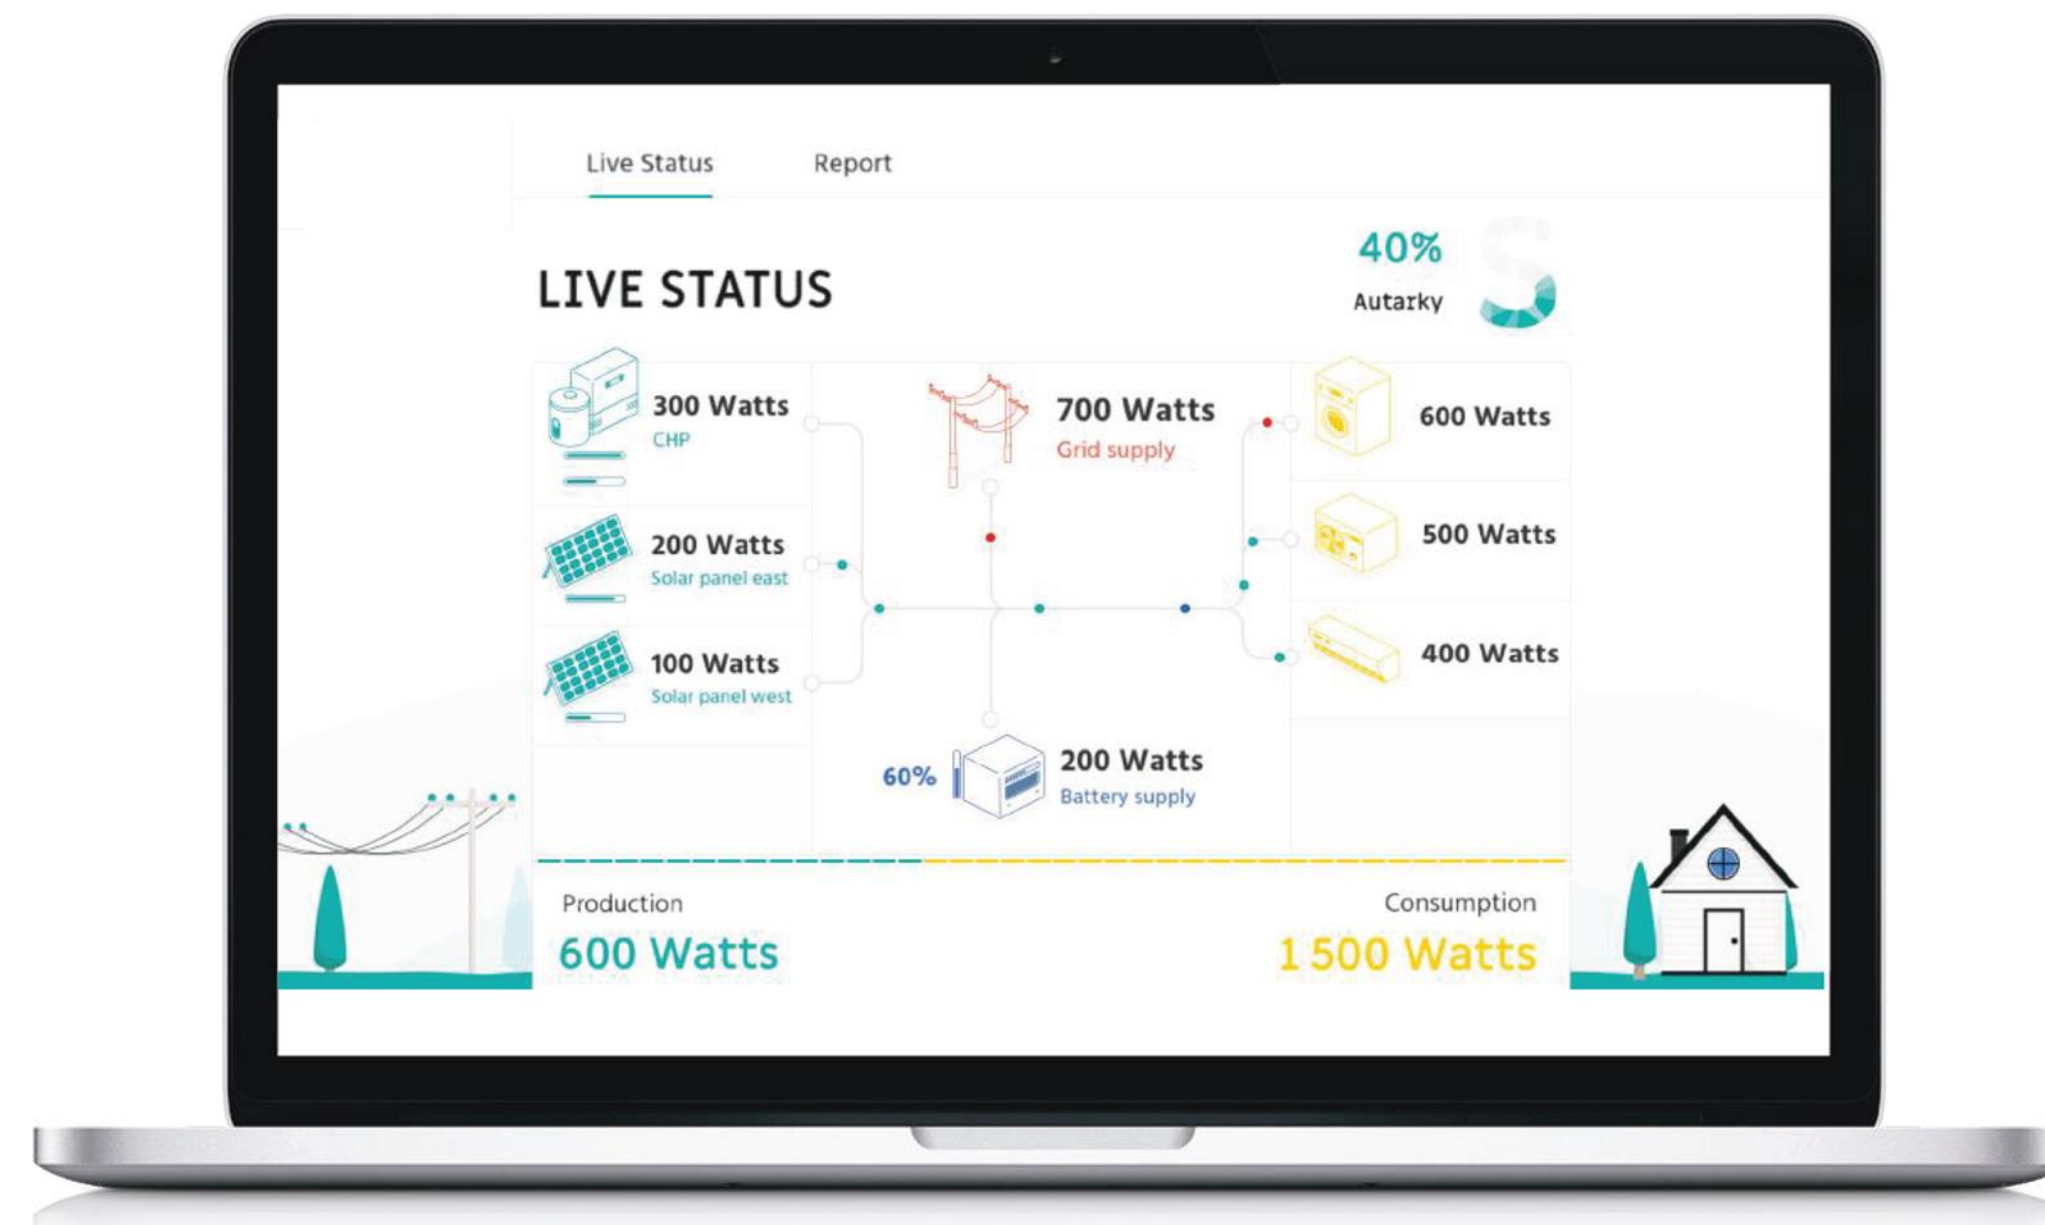 Live Status
Report
LIVE STATUS
40%
Autarky
300 Watts
CHP
200 Watts
Solar panel east
100 Watts
Solar panel west
700 Watts
Grid supply
60%
200 Watts
Battery supply
600 Watts
500 Watts
400 Watts
Production
600 Watts
Consumption
1 500 Watts